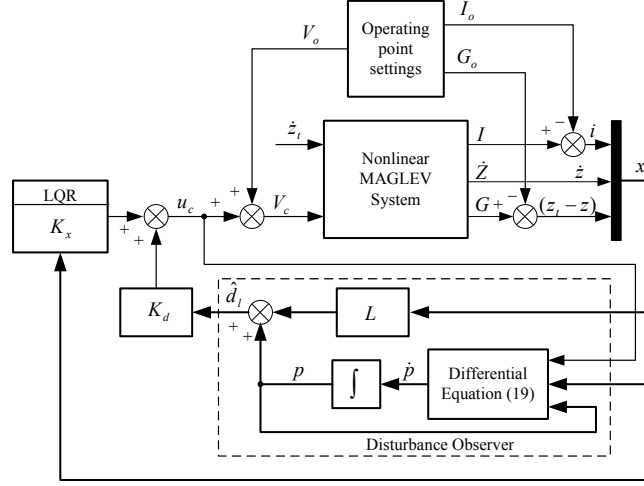 Operating
point
settings
V_o
I_o
G_o
ż_t
Nonlinear
MAGLEV
System
I
+
−
i
Ż
ż
x
G
+
−
(z_t − z)
LQR
K_x
+
+
u_c
+
+
V_c
K_d
d̂_l
+
+
L
p
∫
ṗ
Differential
Equation (19)
Disturbance Observer